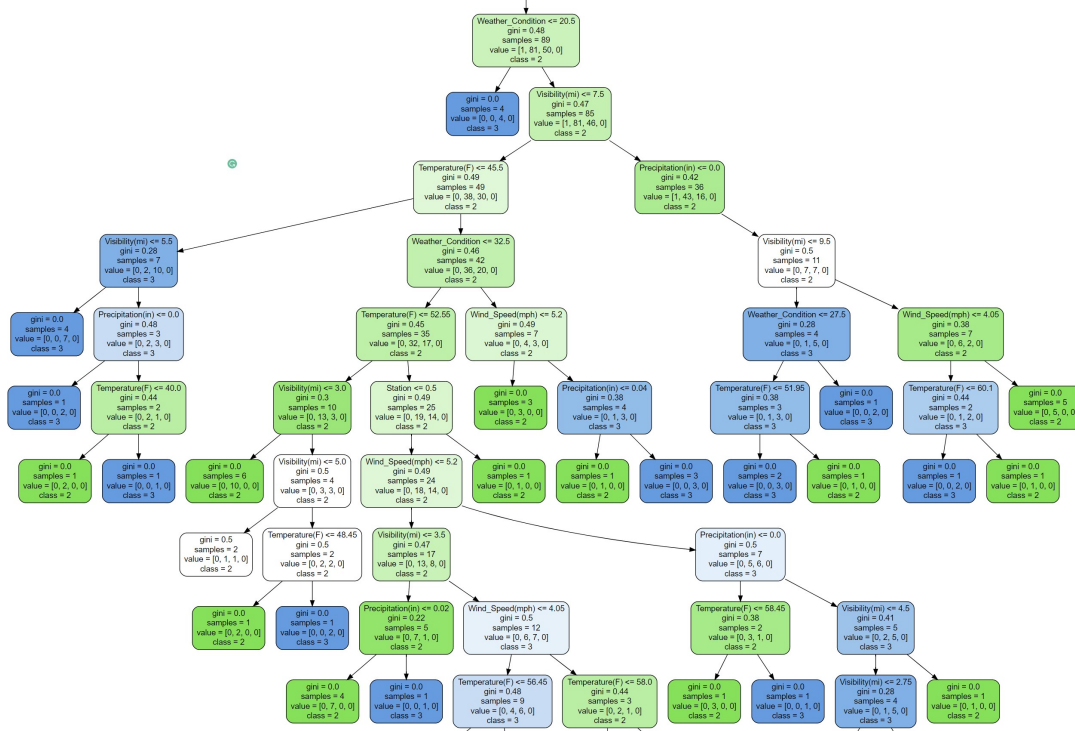 Weather_Condition <= 20.5
gini = 0.48
samples = 89
value = [1, 81, 50, 0]
class = 2
gini = 0.0
samples = 4
value = [0, 0, 4, 0]
class = 3
Visibility(mi) <= 7.5
gini = 0.47
samples = 85
value = [1, 81, 46, 0]
class = 2
Temperature(F) <= 45.5
gini = 0.49
samples = 49
value = [0, 38, 30, 0]
class = 2
Precipitation(in) <= 0.0
gini = 0.42
samples = 36
value = [1, 43, 16, 0]
class = 2
Visibility(mi) <= 5.5
gini = 0.28
samples = 7
value = [0, 2, 10, 0]
class = 3
Weather_Condition <= 32.5
gini = 0.46
samples = 42
value = [0, 36, 20, 0]
class = 2
Visibility(mi) <= 9.5
gini = 0.5
samples = 11
value = [0, 7, 7, 0]
class = 2
gini = 0.0
samples = 4
value = [0, 0, 7, 0]
class = 3
Precipitation(in) <= 0.0
gini = 0.48
samples = 3
value = [0, 2, 3, 0]
class = 3
Temperature(F) <= 52.55
gini = 0.45
samples = 35
value = [0, 32, 17, 0]
class = 2
Wind_Speed(mph) <= 5.2
gini = 0.49
samples = 7
value = [0, 4, 3, 0]
class = 2
Weather_Condition <= 27.5
gini = 0.28
samples = 4
value = [0, 1, 5, 0]
class = 3
Wind_Speed(mph) <= 4.05
gini = 0.38
samples = 7
value = [0, 6, 2, 0]
class = 2
gini = 0.0
samples = 1
value = [0, 0, 2, 0]
class = 3
Temperature(F) <= 40.0
gini = 0.44
samples = 2
value = [0, 2, 1, 0]
class = 2
Visibility(mi) <= 3.0
gini = 0.3
samples = 10
value = [0, 13, 3, 0]
class = 2
Station <= 0.5
gini = 0.49
samples = 25
value = [0, 19, 14, 0]
class = 2
gini = 0.0
samples = 3
value = [0, 3, 0, 0]
class = 2
Precipitation(in) <= 0.04
gini = 0.38
samples = 4
value = [0, 1, 3, 0]
class = 3
Temperature(F) <= 51.95
gini = 0.38
samples = 3
value = [0, 1, 3, 0]
class = 3
gini = 0.0
samples = 1
value = [0, 0, 2, 0]
class = 3
Temperature(F) <= 60.1
gini = 0.44
samples = 2
value = [0, 1, 2, 0]
class = 3
gini = 0.0
samples = 5
value = [0, 5, 0, 0]
class = 2
gini = 0.0
samples = 1
value = [0, 2, 0, 0]
class = 2
gini = 0.0
samples = 1
value = [0, 0, 1, 0]
class = 3
gini = 0.0
samples = 6
value = [0, 10, 0, 0]
class = 2
Visibility(mi) <= 5.0
gini = 0.5
samples = 4
value = [0, 3, 3, 0]
class = 2
Wind_Speed(mph) <= 5.2
gini = 0.49
samples = 24
value = [0, 18, 14, 0]
class = 2
gini = 0.0
samples = 1
value = [0, 1, 0, 0]
class = 2
gini = 0.0
samples = 1
value = [0, 1, 0, 0]
class = 2
gini = 0.0
samples = 3
value = [0, 0, 3, 0]
class = 3
gini = 0.0
samples = 2
value = [0, 0, 3, 0]
class = 3
gini = 0.0
samples = 1
value = [0, 1, 0, 0]
class = 2
gini = 0.0
samples = 1
value = [0, 0, 2, 0]
class = 3
gini = 0.0
samples = 1
value = [0, 1, 0, 0]
class = 2
gini = 0.5
samples = 2
value = [0, 1, 1, 0]
class = 2
Temperature(F) <= 48.45
gini = 0.5
samples = 2
value = [0, 2, 2, 0]
class = 2
Visibility(mi) <= 3.5
gini = 0.47
samples = 17
value = [0, 13, 8, 0]
class = 2
Precipitation(in) <= 0.0
gini = 0.5
samples = 7
value = [0, 5, 6, 0]
class = 3
gini = 0.0
samples = 1
value = [0, 2, 0, 0]
class = 2
gini = 0.0
samples = 1
value = [0, 0, 2, 0]
class = 3
Precipitation(in) <= 0.02
gini = 0.22
samples = 5
value = [0, 7, 1, 0]
class = 2
Wind_Speed(mph) <= 4.05
gini = 0.5
samples = 12
value = [0, 6, 7, 0]
class = 3
Temperature(F) <= 58.45
gini = 0.38
samples = 2
value = [0, 3, 1, 0]
class = 2
Visibility(mi) <= 4.5
gini = 0.41
samples = 5
value = [0, 2, 5, 0]
class = 3
gini = 0.0
samples = 4
value = [0, 7, 0, 0]
class = 2
gini = 0.0
samples = 1
value = [0, 0, 1, 0]
class = 3
Temperature(F) <= 56.45
gini = 0.48
samples = 9
value = [0, 4, 6, 0]
class = 3
Temperature(F) <= 58.0
gini = 0.44
samples = 3
value = [0, 2, 1, 0]
class = 2
gini = 0.0
samples = 1
value = [0, 3, 0, 0]
class = 2
gini = 0.0
samples = 1
value = [0, 0, 1, 0]
class = 3
Visibility(mi) <= 2.75
gini = 0.28
samples = 4
value = [0, 1, 5, 0]
class = 3
gini = 0.0
samples = 1
value = [0, 1, 0, 0]
class = 2